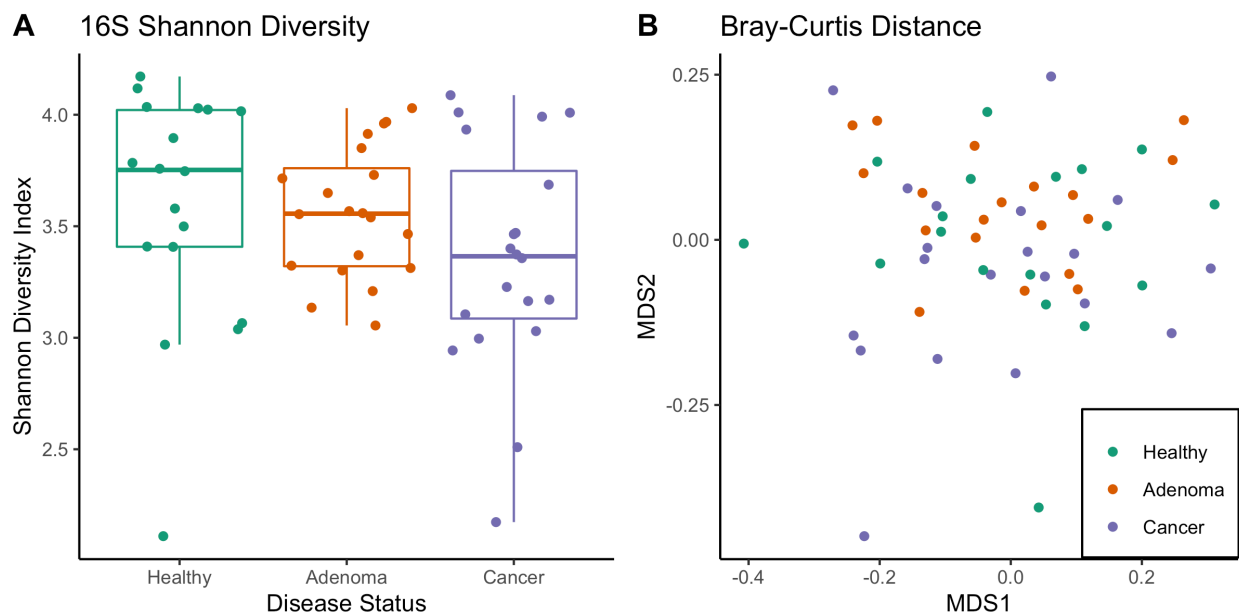 A 16S Shannon Diversity
Shannon Diversity Index
4.0
3.5
3.0
2.5
Healthy Adenoma Cancer
Disease Status
B Bray-Curtis Distance
MDS2
0.25
0.00
-0.25
Healthy
Adenoma
Cancer
-0.4 -0.2 0.0 0.2
MDS1